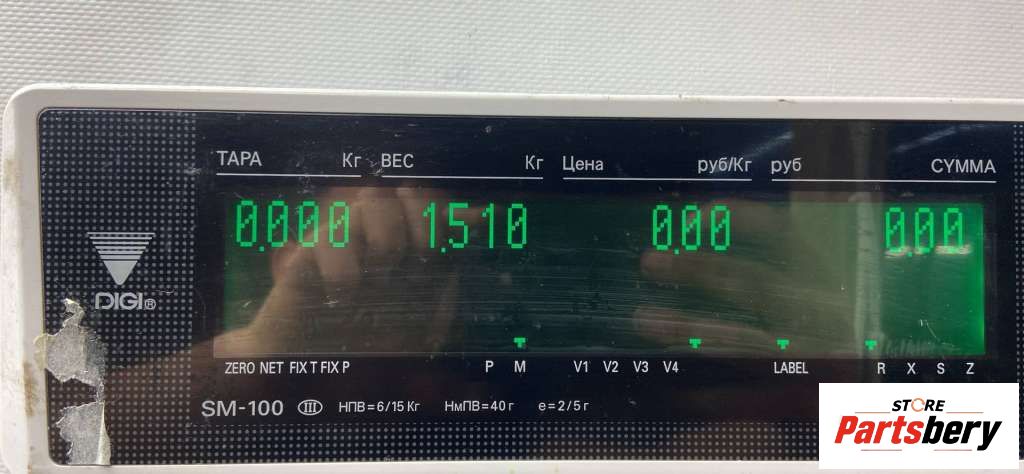 ТАРА Кг ВЕС Кг Цена руб/Кг руб СУММА
0.000 1.510 0.00 0.00
DIGI®
ZERO NET FIX T FIX P P M V1 V2 V3 V4 LABEL R X S Z
SM-100 III НПВ=6/15 Кг НмПВ=40 г e=2/5 г
STORE
Partsbery